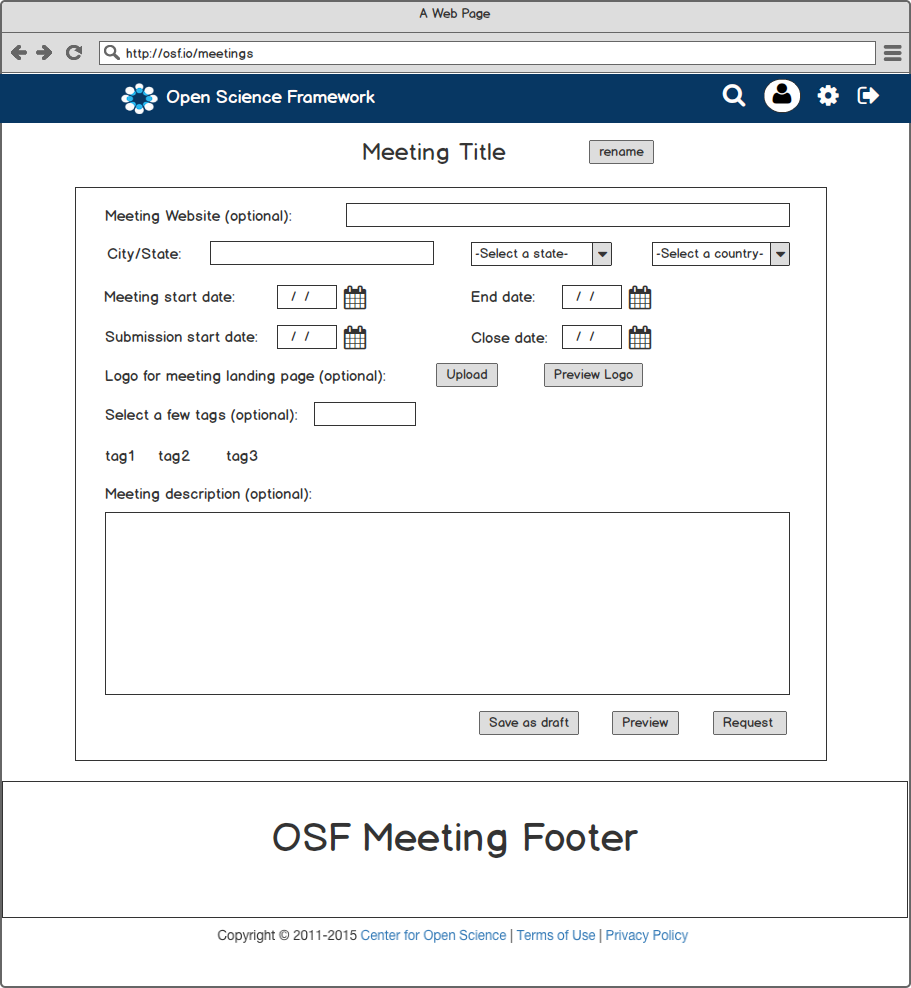 A Web Page
http://osf.io/meetings
Open Science Framework
Meeting Title rename
Meeting Website (optional):
City/State: -Select a state- -Select a country-
Meeting start date: / / End date: / /
Submission start date: / / Close date: / /
Logo for meeting landing page (optional): Upload Preview Logo
Select a few tags (optional):
tag1 tag2 tag3
Meeting description (optional):
Save as draft Preview Request
OSF Meeting Footer
Copyright © 2011-2015 Center for Open Science | Terms of Use | Privacy Policy